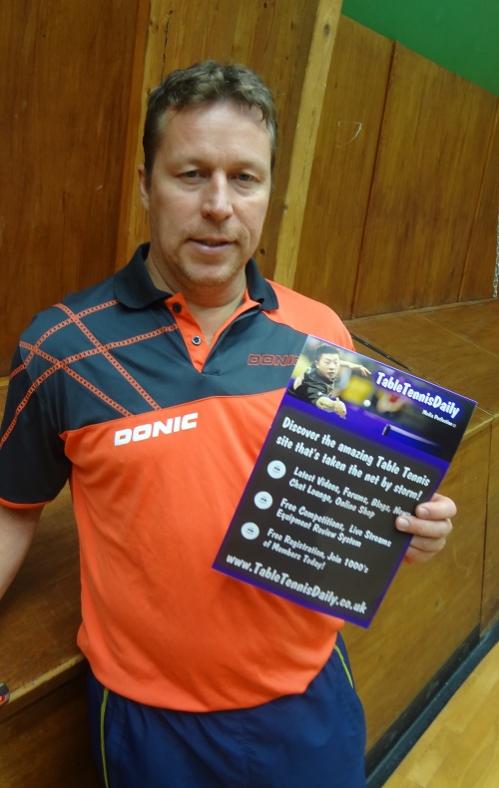 DONIC
DONIC
TableTennisDaily
Discover the amazing Table Tennis
site that's taken the net by storm!
Latest Videos, Forums, Blogs, News
Chat Lounge, Online Shop
Free Competitions, Live Streams
Equipment Review System
Free Registration, Join 1000's
of Members Today!
www.TableTennisDaily.co.uk